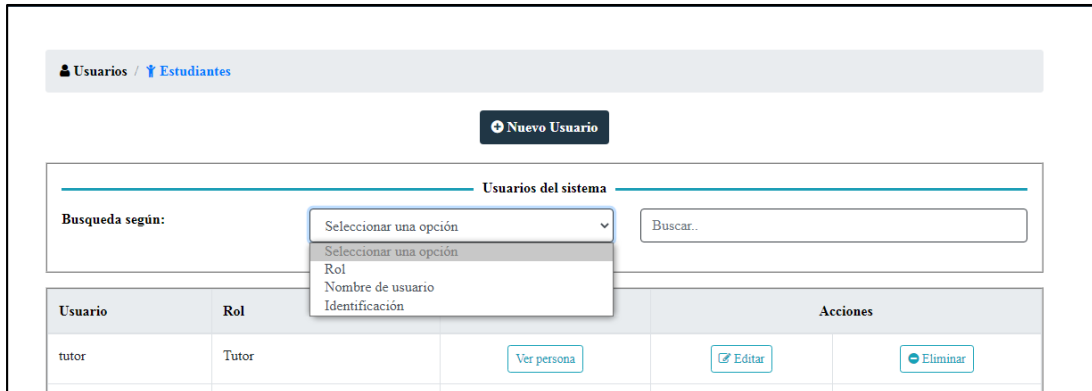 Usuarios / Estudiantes
Nuevo Usuario
Usuarios del sistema
Busqueda según:
Seleccionar una opción
Buscar..
Seleccionar una opción
Rol
Nombre de usuario
Identificación
Usuario Rol Acciones
tutor Tutor Ver persona Editar Eliminar